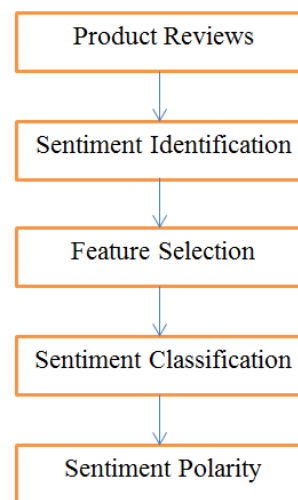 Product Reviews
Sentiment Identification
Feature Selection
Sentiment Classification
Sentiment Polarity